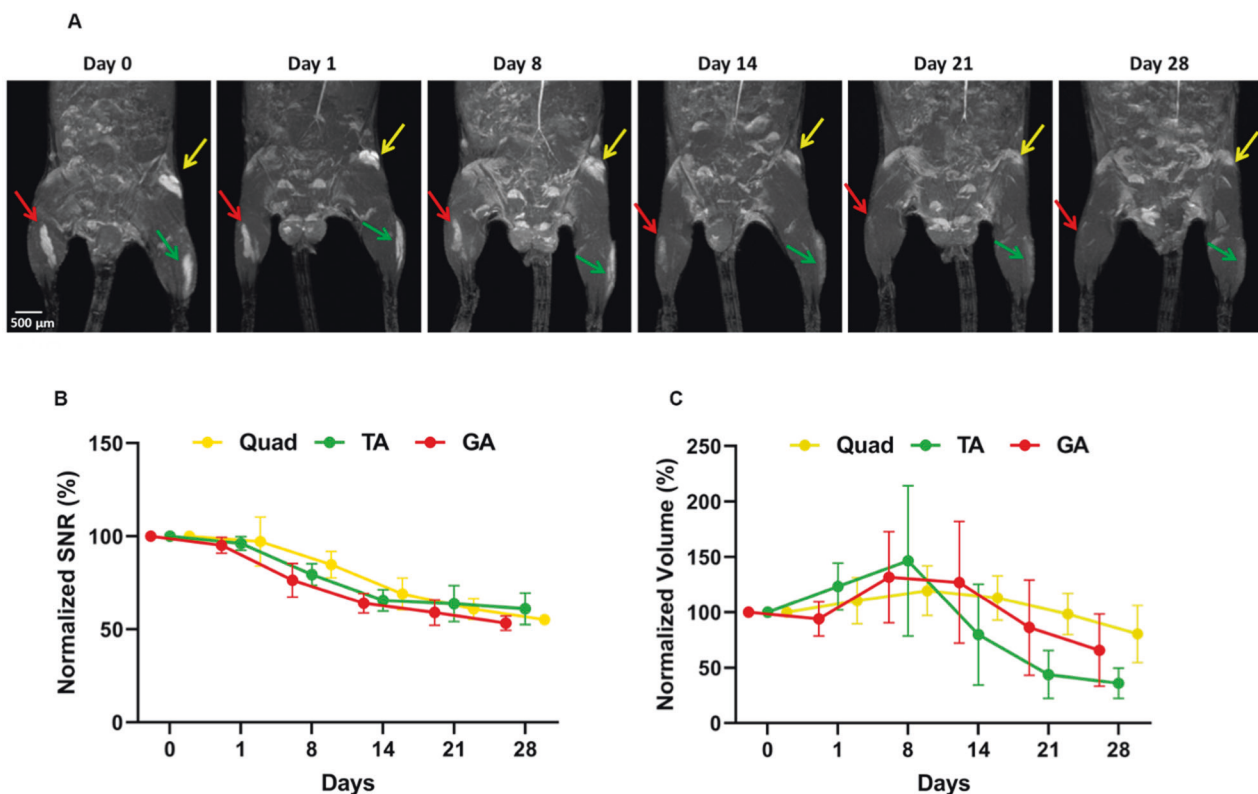 A
Day 0 Day 1 Day 8 Day 14 Day 21 Day 28
500 µm
B
Quad TA GA
150
100
50
0
Normalized SNR (%)
0 1 8 14 21 28
Days
C
Quad TA GA
250
200
150
100
50
0
Normalized Volume (%)
0 1 8 14 21 28
Days